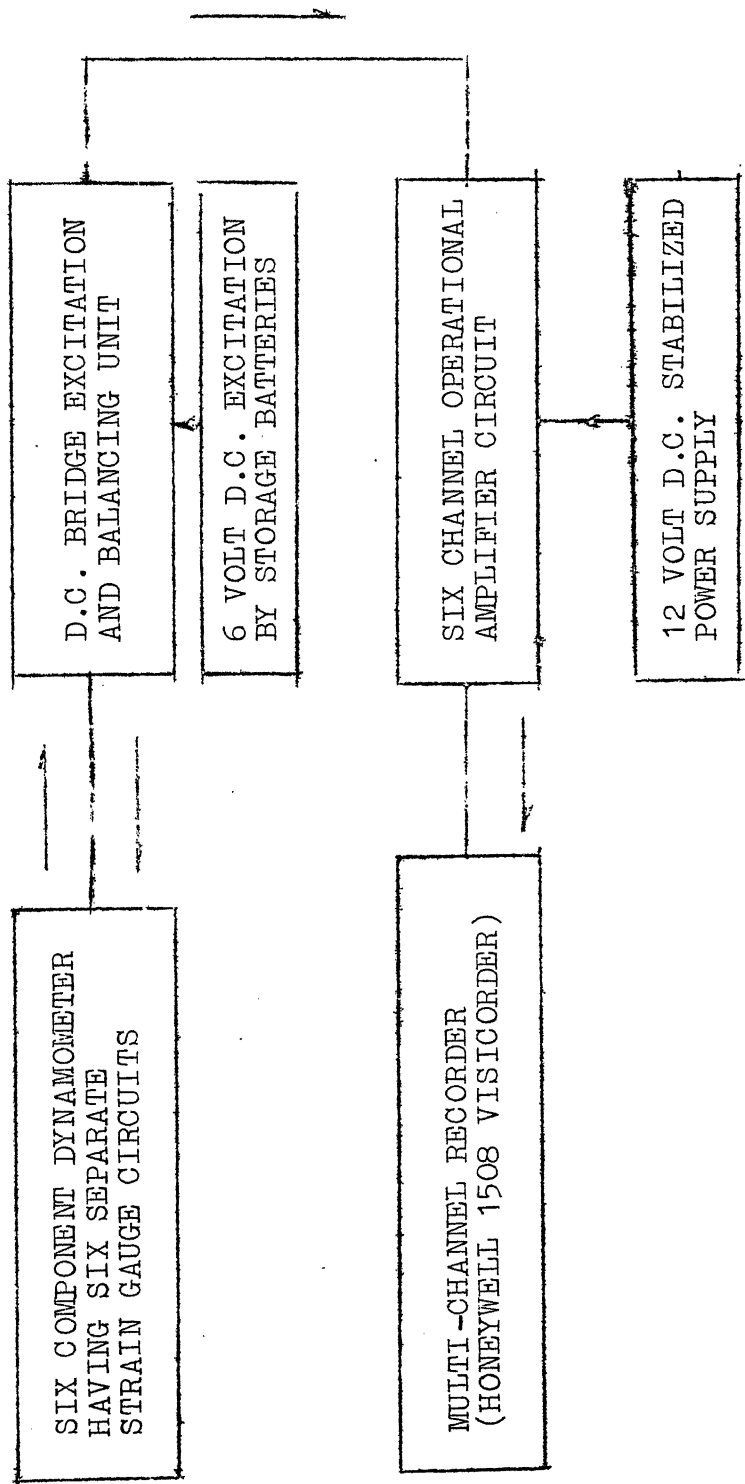 SIX COMPONENT DYNAMOMETER
HAVING SIX SEPARATE
STRAIN GAUGE CIRCUITS
D.C. BRIDGE EXCITATION
AND BALANCING UNIT
6 VOLT D.C. EXCITATION
BY STORAGE BATTERIES
MULTI-CHANNEL RECORDER
(HONEYWELL 1508 VISICORDER)
SIX CHANNEL OPERATIONAL
AMPLIFIER CIRCUIT
12 VOLT D.C. STABILIZED
POWER SUPPLY